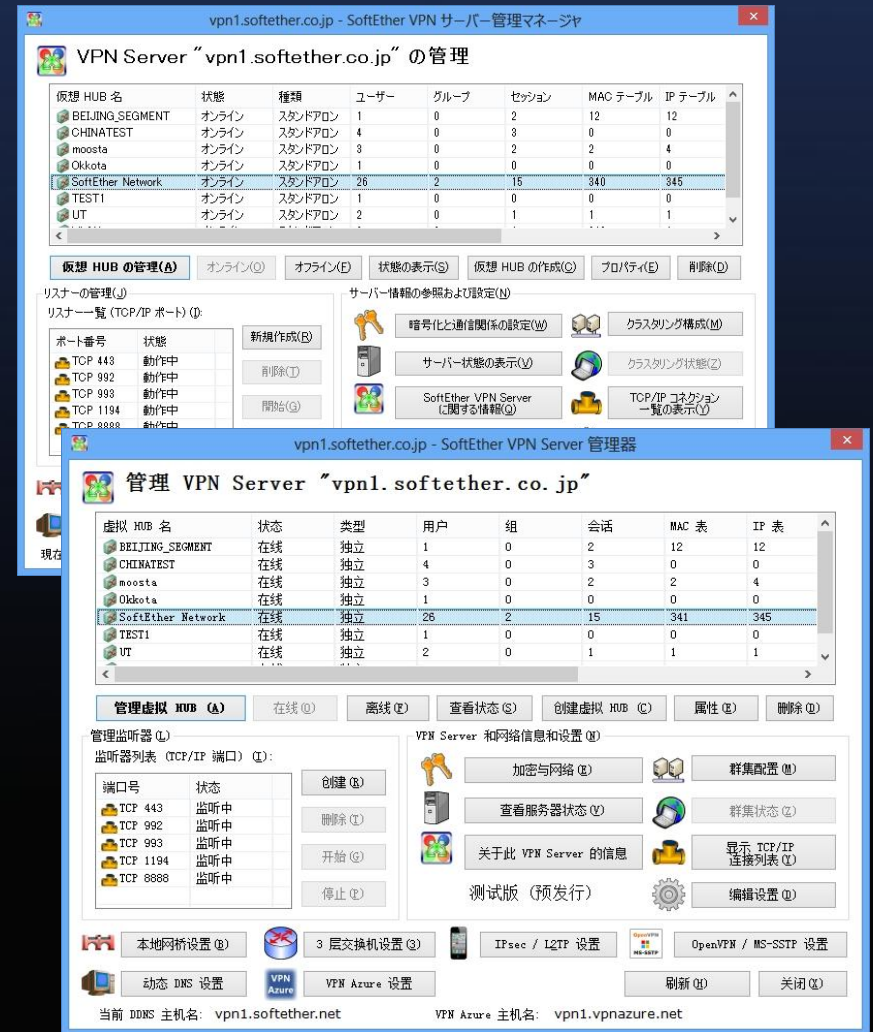 vpn1.softether.co.jp - SoftEther VPN サーバー管理マネージャ
VPN Server "vpn1.softether.co.jp" の管理
仮想 HUB 名 状態 種類 ユーザー グループ セッション MAC テーブル IP テーブル
BEIJING_SEGMENT オンライン スタンドアロン 1 0 2 12 12
CHINATEST オンライン スタンドアロン 4 0 3 0 0
moosta オンライン スタンドアロン 3 0 2 2 4
Okkota オンライン スタンドアロン 1 0 0 0 0
SoftEther Network オンライン スタンドアロン 26 2 15 340 345
TEST1 オンライン スタンドアロン 1 0 0 0 0
UT オンライン スタンドアロン 2 0 1 1 1
仮想 HUB の管理(A) オンライン(O) オフライン(F) 状態の表示(S) 仮想 HUB の作成(C) プロパティ(E) 削除(D)
リスナーの管理(J)
リスナー一覧 (TCP/IP ポート)(I):
ポート番号 状態
TCP 443 動作中
TCP 992 動作中
TCP 993 動作中
TCP 1194 動作中
TCP 8888 動作中
新規作成(R)
削除(T)
開始(G)
サーバー情報の参照および設定(N)
暗号化と通信関係の設定(W) クラスタリング構成(M)
サーバー状態の表示(V) クラスタリング状態(Z)
SoftEther VPN Server
に関する情報(Q)
TCP/IP コネクション
一覧の表示(Y)
現在
vpn1.softether.co.jp - SoftEther VPN Server 管理器
管理 VPN Server "vpn1.softether.co.jp"
虚拟 HUB 名 状态 类型 用户 组 会话 MAC 表 IP 表
BEIJING_SEGMENT 在线 独立 1 0 2 12 12
CHINATEST 在线 独立 4 0 3 0 0
moosta 在线 独立 3 0 2 2 4
Okkota 在线 独立 1 0 0 0 0
SoftEther Network 在线 独立 26 2 15 341 345
TEST1 在线 独立 1 0 0 0 0
UT 在线 独立 2 0 1 1 1
管理虚拟 HUB (A) 在线(O) 离线(F) 查看状态(S) 创建虚拟 HUB (C) 属性(E) 删除(D)
管理监听器(L)
监听器列表 (TCP/IP 端口)(I):
端口号 状态
TCP 443 监听中
TCP 992 监听中
TCP 993 监听中
TCP 1194 监听中
TCP 8888 监听中
创建(R)
删除(T)
开始(G)
停止(P)
VPN Server 和网络信息和设置(N)
加密与网络(E) 群集配置(M)
查看服务器状态(V) 群集状态(Z)
关于此 VPN Server 的信息
显示 TCP/IP
连接列表(Y)
测试版 (预发行) 编辑设置(D)
本地网桥设置(B) 3 层交换机设置(3) IPsec / L2TP 设置 OpenVPN MS-SSTP OpenVPN / MS-SSTP 设置
动态 DNS 设置 VPN Azure VPN Azure 设置 刷新(H) 关闭(X)
当前 DDNS 主机名: vpn1.softether.net VPN Azure 主机名: vpn1.vpnazure.net